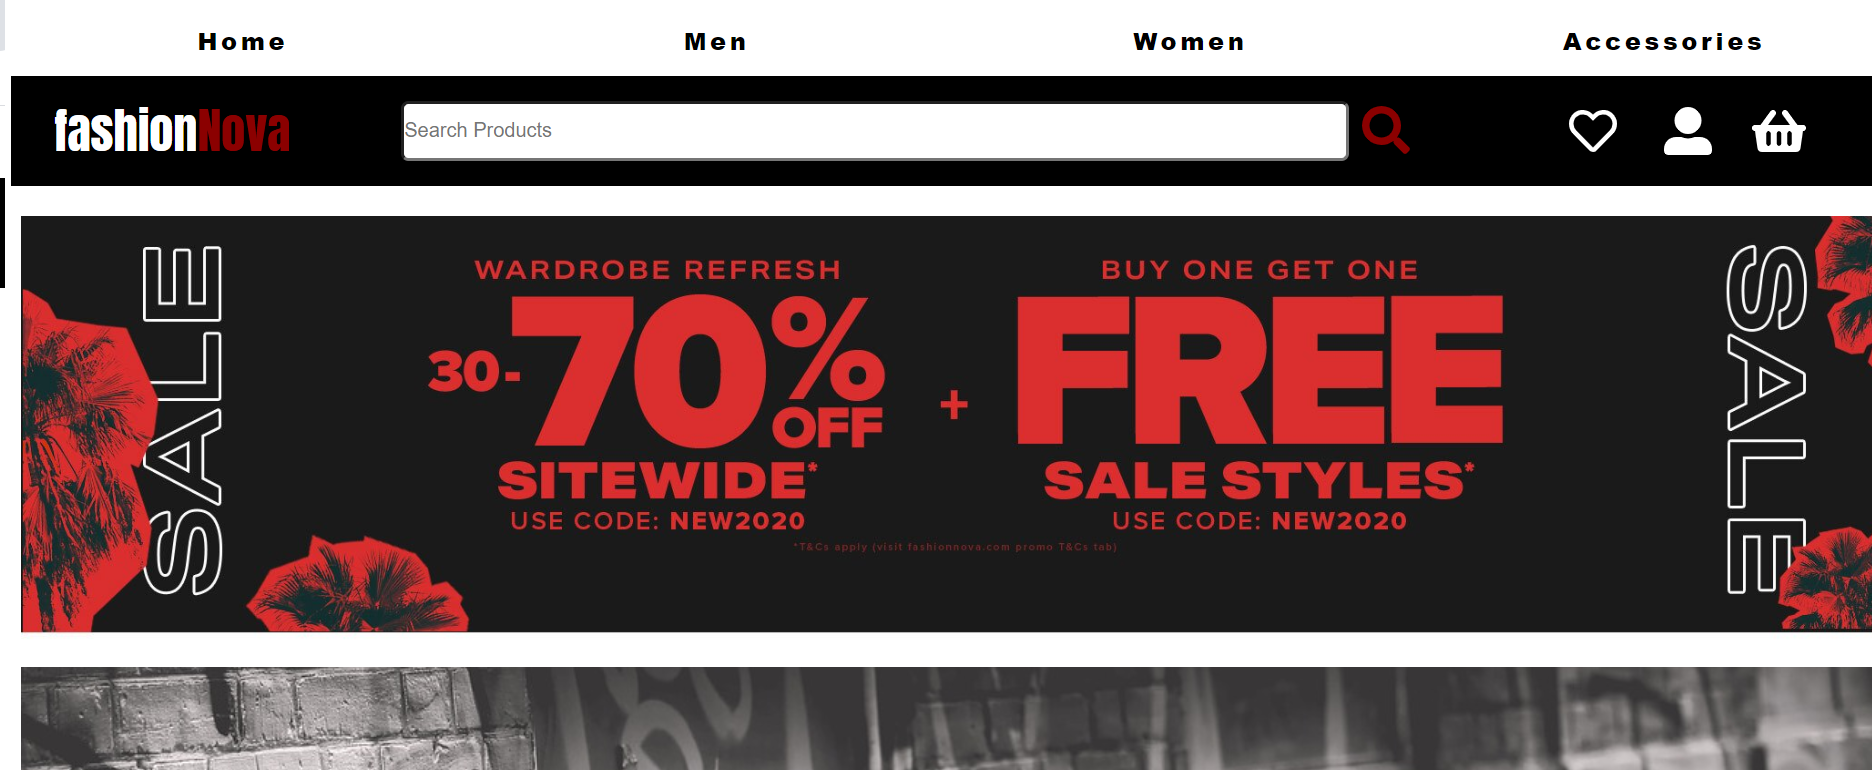 Home Men Women Accessories
fashionNova
Search Products
SALE
WARDROBE REFRESH
30-70% OFF
SITEWIDE*
USE CODE: NEW2020
+
BUY ONE GET ONE
FREE
SALE STYLES*
USE CODE: NEW2020
*T&Cs apply (visit fashionnova.com promo T&Cs tab)
SALE